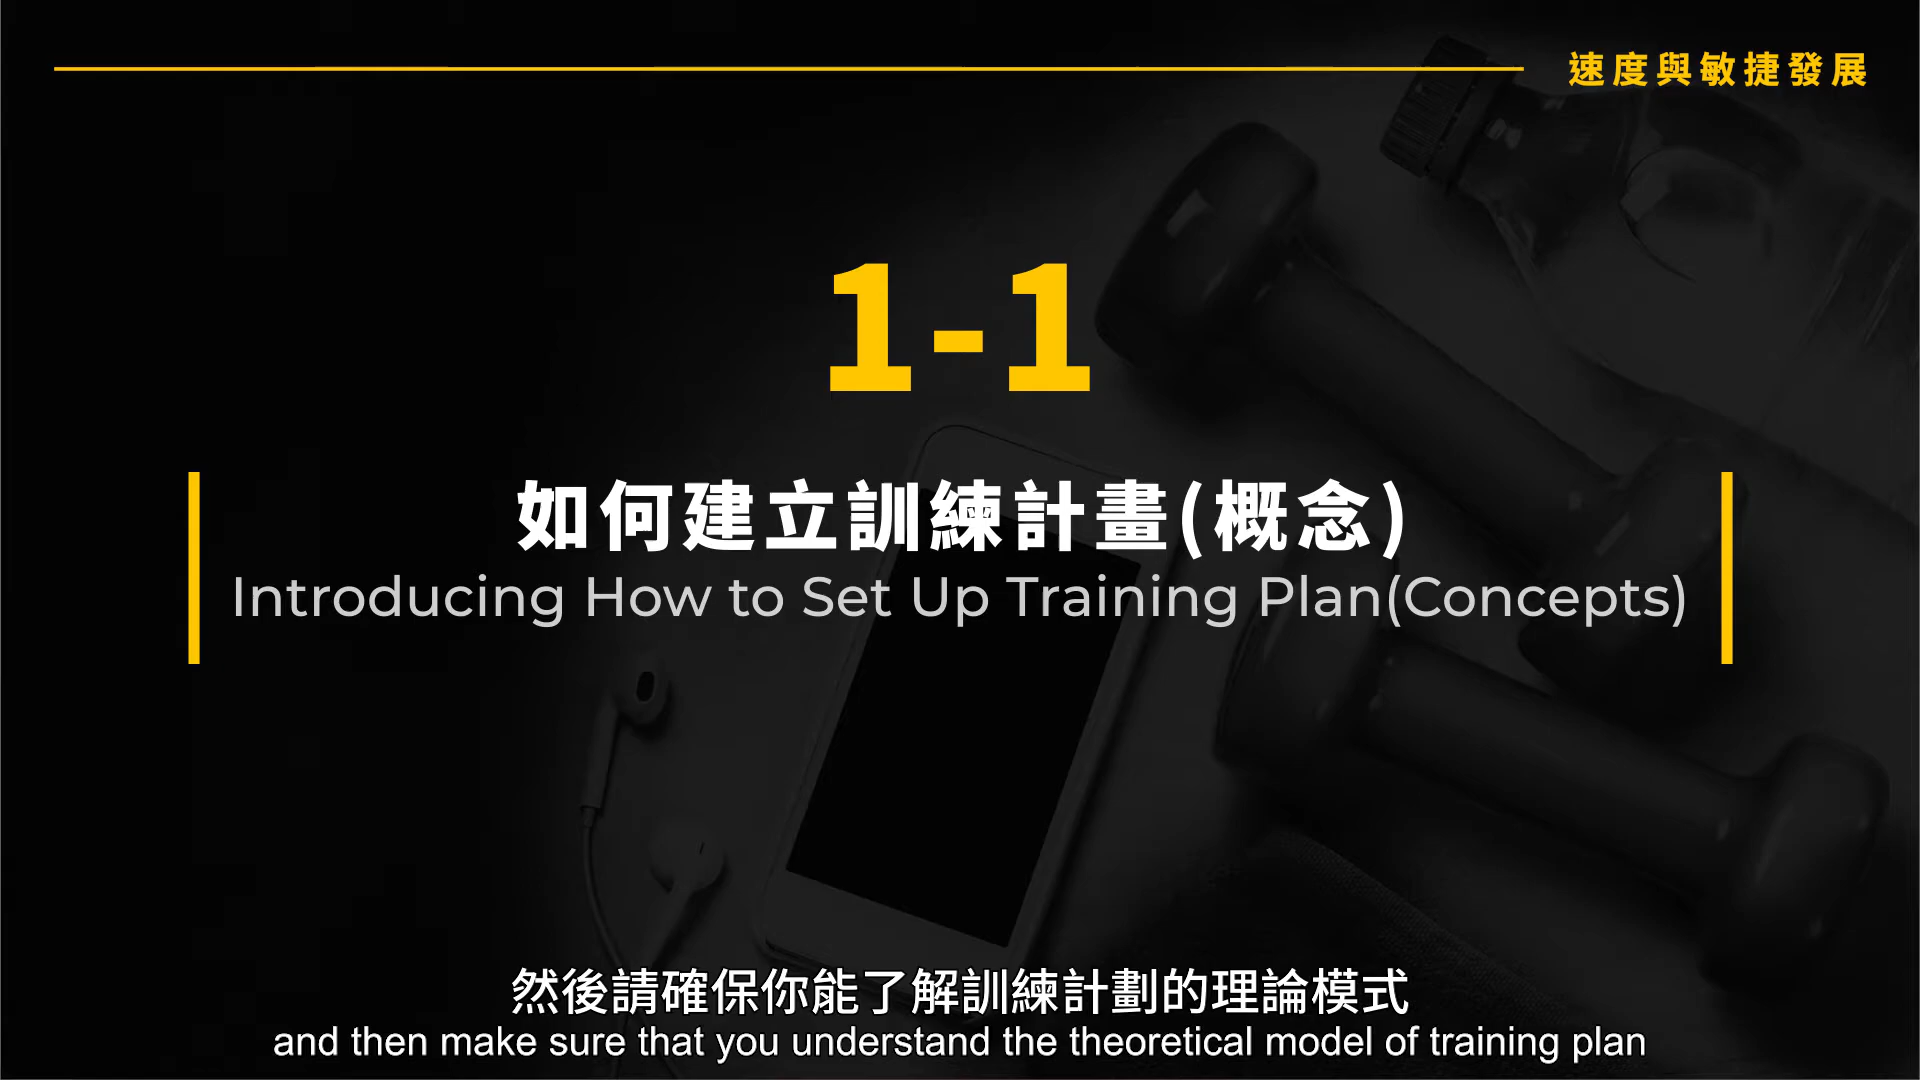 速度與敏捷發展
1-1
如何建立訓練計畫(概念)
Introducing How to Set Up Training Plan(Concepts)
然後請確保你能了解訓練計劃的理論模式
and then make sure that you understand the theoretical model of training plan